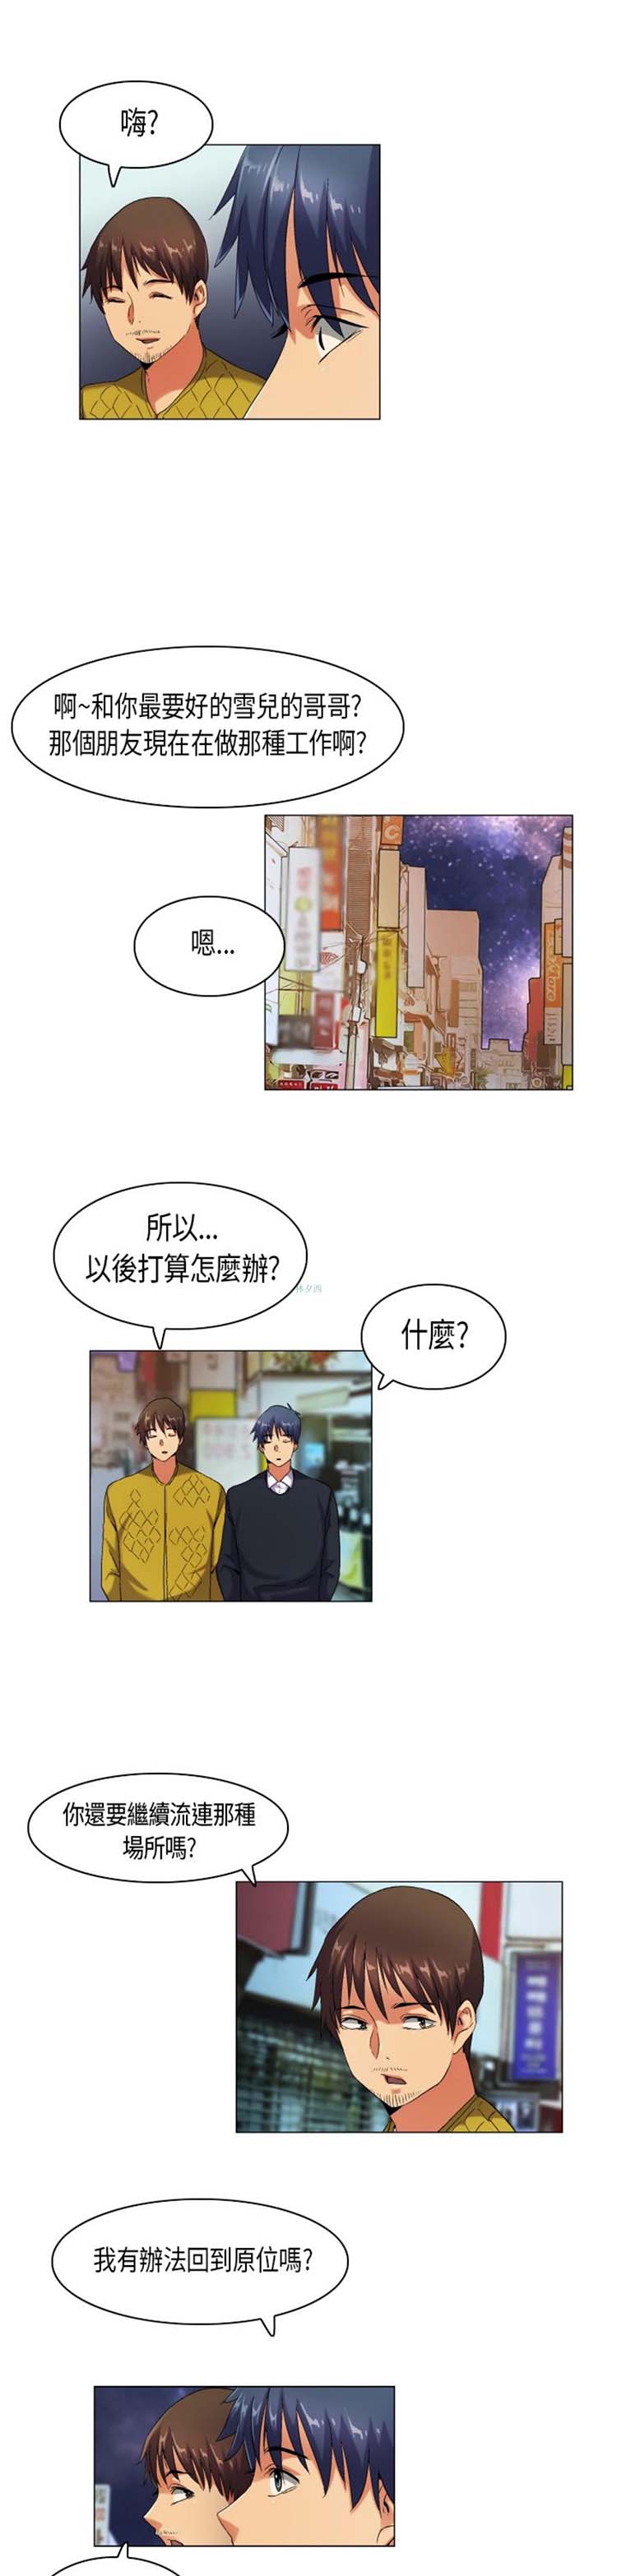 嗨?
啊~和你最要好的雪兒的哥哥?
那個朋友現在在做那種工作啊?
嗯...
所以...
以後打算怎麼辦?
林夕西
什麼?
你還要繼續流連那種
場所嗎?
我有辦法回到原位嗎?